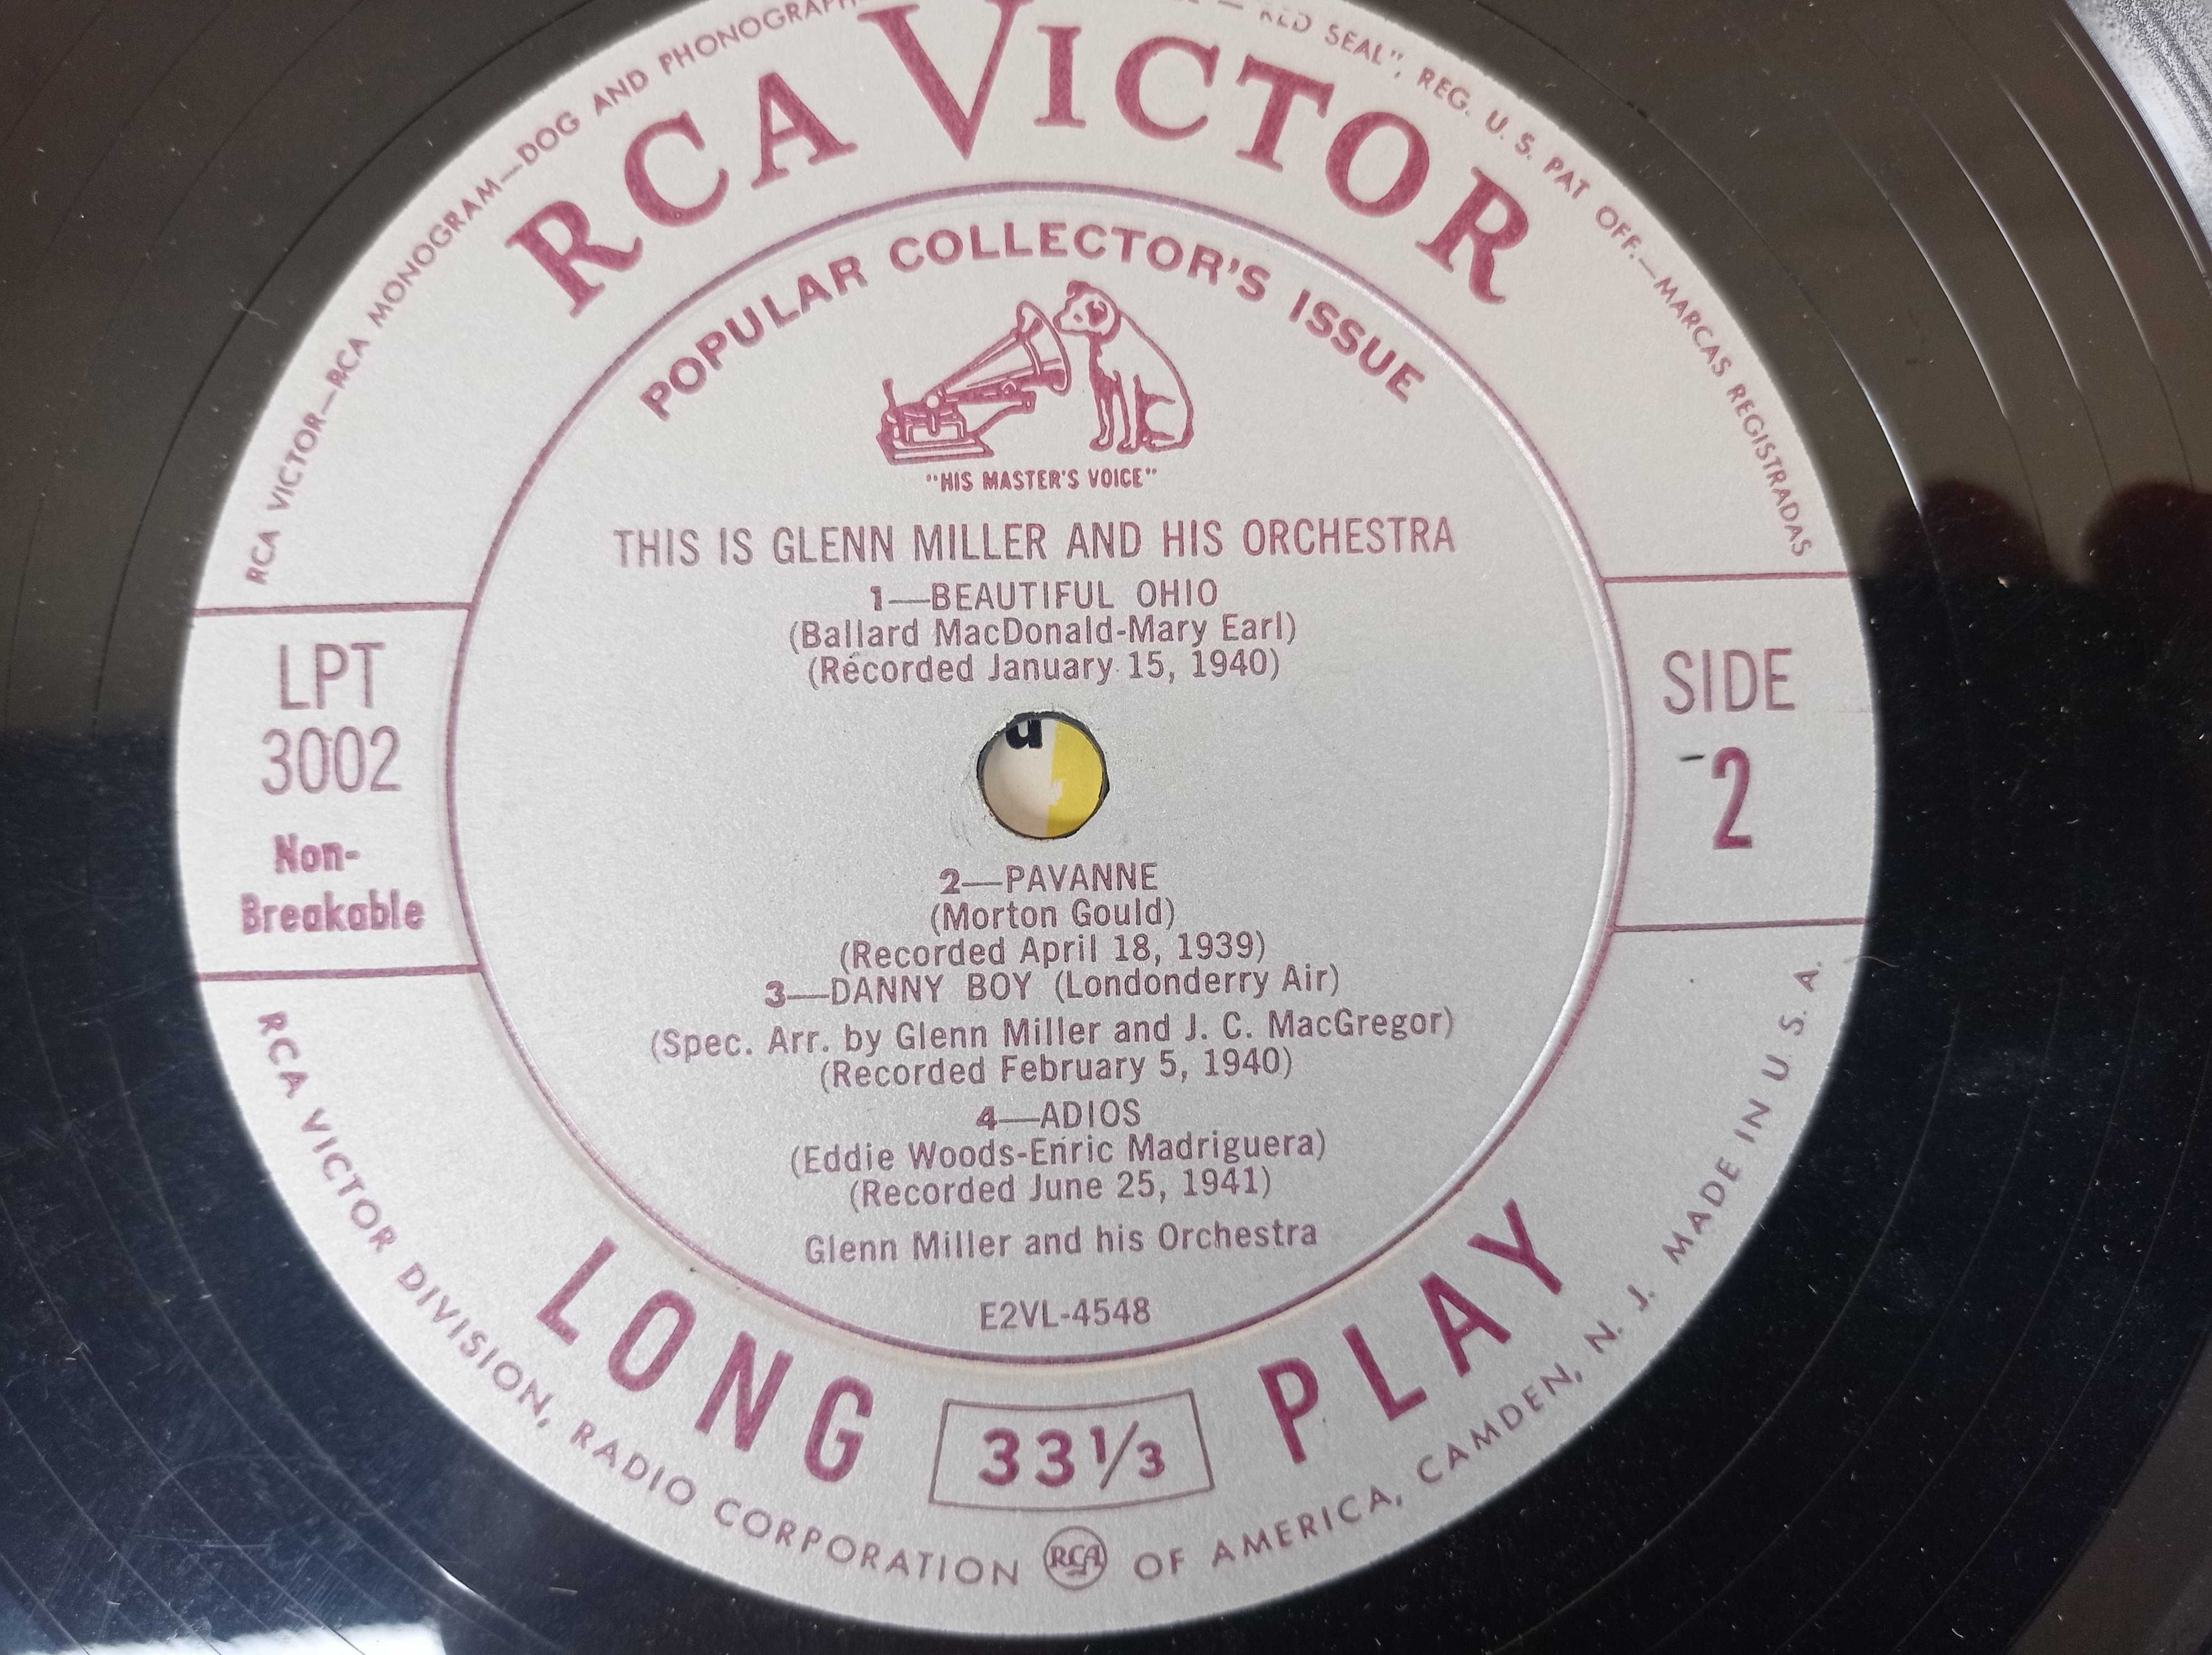 RCA VICTOR—RCA MONOGRAM—DOG AND PHONOGRAPH
SEAL", REG. U. S. PAT OFF.—MARCAS REGISTRADAS
RCA VICTOR
POPULAR COLLECTOR'S ISSUE
"HIS MASTER'S VOICE"
THIS IS GLENN MILLER AND HIS ORCHESTRA
1—BEAUTIFUL OHIO
(Ballard MacDonald-Mary Earl)
(Recorded January 15, 1940)
LPT
3002
Non-
Breakable
SIDE
2
2—PAVANNE
(Morton Gould)
(Recorded April 18, 1939)
3—DANNY BOY (Londonderry Air)
(Spec. Arr. by Glenn Miller and J. C. MacGregor)
(Recorded February 5, 1940)
4—ADIOS
(Eddie Woods-Enric Madriguera)
(Recorded June 25, 1941)
Glenn Miller and his Orchestra
E2VL-4548
LONG 33 1/3 PLAY
RCA VICTOR DIVISION, RADIO CORPORATION RCA OF AMERICA, CAMDEN, N. J. MADE IN U. S. A.